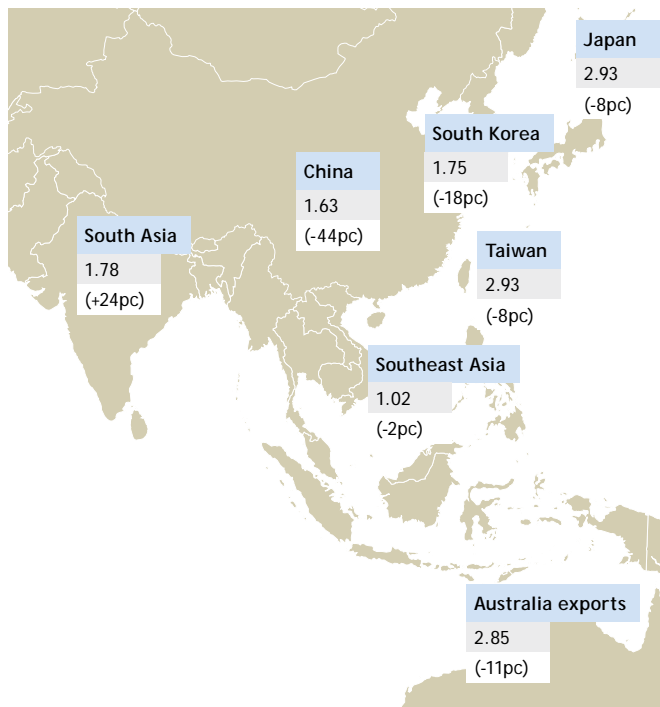 Japan
2.93
(-8pc)
South Korea
1.75
(-18pc)
China
1.63
(-44pc)
South Asia
1.78
(+24pc)
Taiwan
2.93
(-8pc)
Southeast Asia
1.02
(-2pc)
Australia exports
2.85
(-11pc)